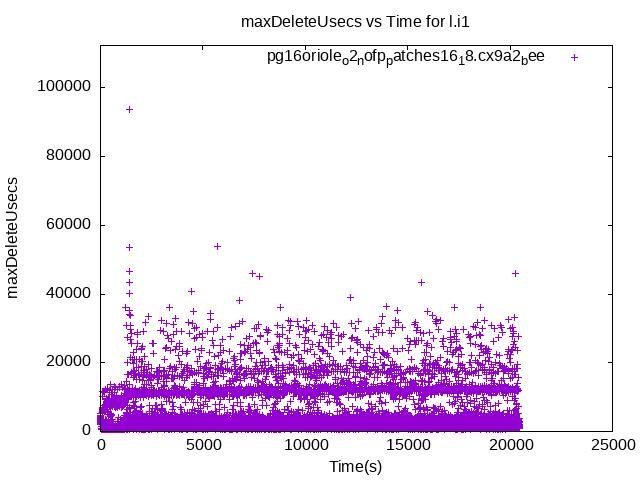 maxDeleteUsecs vs Time for l.i1
pg16oriole_o2_nofp_patches16_18.cx9a2_bee
100000
80000
60000
40000
20000
0
maxDeleteUsecs
0 5000 10000 15000 20000 25000
Time(s)